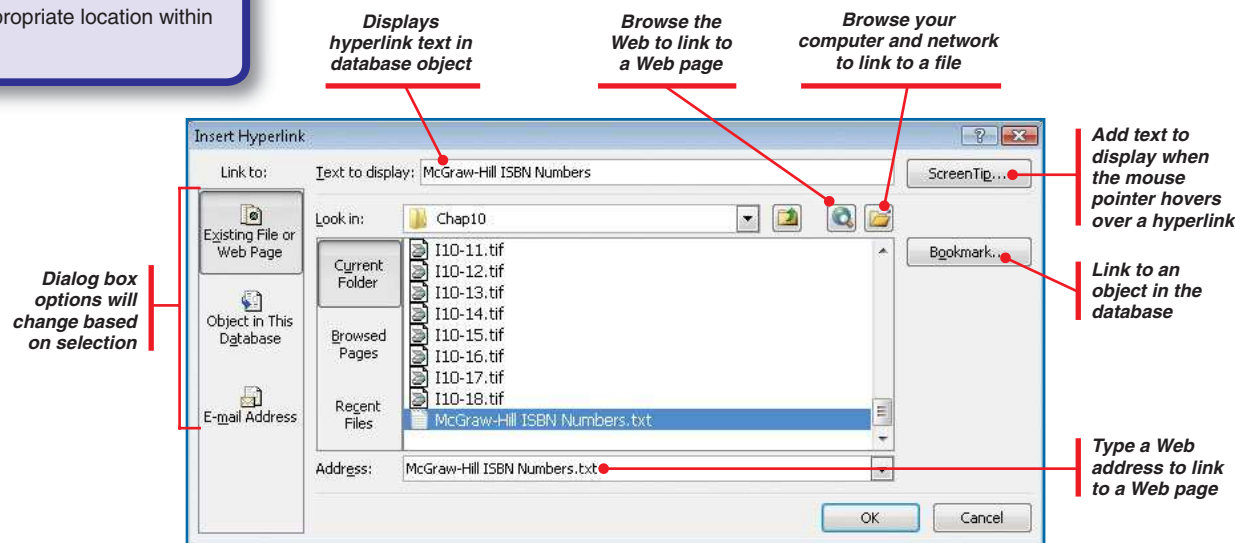 propriate location within
Displays
hyperlink text in
database object
Browse the
Web to link to
a Web page
Browse your
computer and network
to link to a file
Insert Hyperlink
Link to:
Text to display: McGraw-Hill ISBN Numbers
ScreenTip...
Add text to
display when
the mouse
pointer hovers
over a hyperlink
Existing File or
Web Page
Look in:
Chap10
Bookmark...
Link to an
object in the
database
Dialog box
options will
change based
on selection
Object in This
Database
E-mail Address
Current
Folder
Browsed
Pages
Recent
Files
I10-11.tif
I10-12.tif
I10-13.tif
I10-14.tif
I10-15.tif
I10-16.tif
I10-17.tif
I10-18.tif
McGraw-Hill ISBN Numbers.txt
Address: McGraw-Hill ISBN Numbers.txt
Type a Web
address to link
to a Web page
OK
Cancel